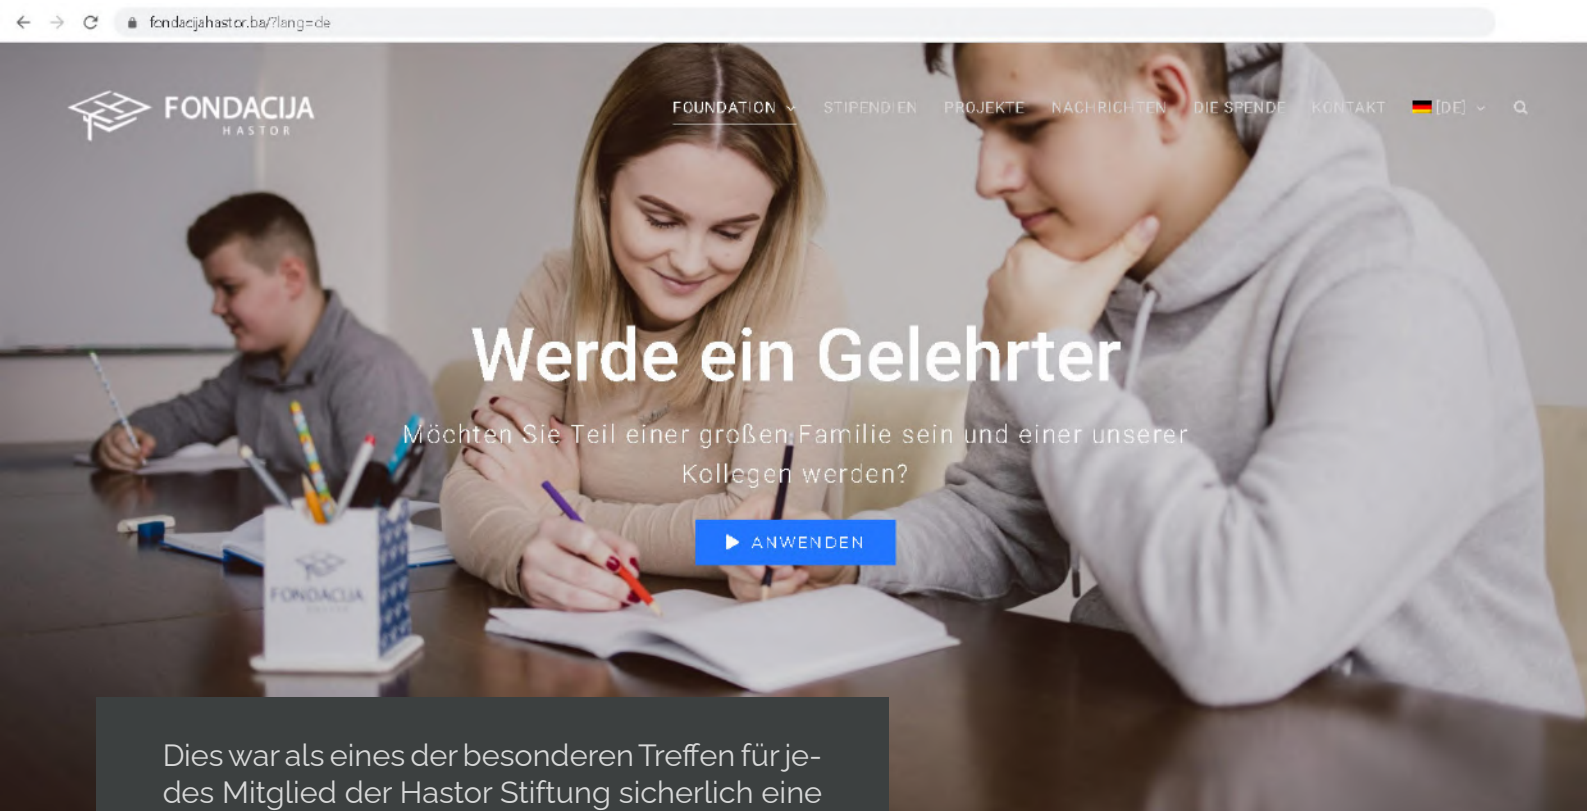 fondacijahastor.ba/?lang=de
FONDACIJA
HASTOR
FOUNDATION STIPENDIEN PROJEKTE NACHRICHTEN DIE SPENDE KONTAKT [DE]
Werde ein Gelehrter
Möchten Sie Teil einer großen Familie sein und einer unserer
Kollegen werden?
ANWENDEN
FONDACIJA
Dies war als eines der besonderen Treffen für je-
des Mitglied der Hastor Stiftung sicherlich eine